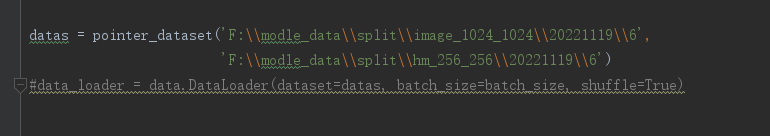 datas = pointer_dataset('F:\\modle_data\\split\\image_1024_1024\\20221119\\6',
'F:\\modle_data\\split\\hm_256_256\\20221119\\6')
#data_loader = data.DataLoader(dataset=datas, batch_size=batch_size, shuffle=True)